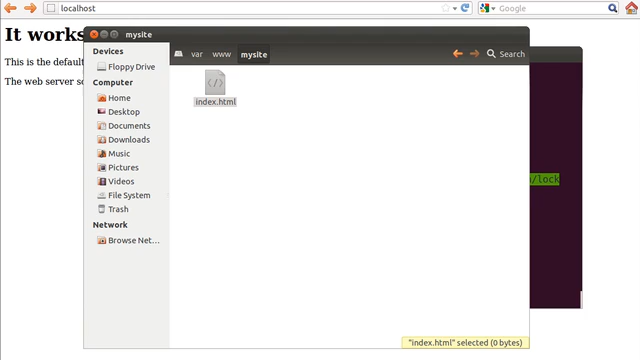 localhost
Google
It works
This is the default
The web server so
mysite
var www mysite
Search
Devices
Floppy Drive
Computer
Home
Desktop
Documents
Downloads
Music
Pictures
Videos
File System
Trash
Network
Browse Net…
index.html
/lock
"index.html" selected (0 bytes)